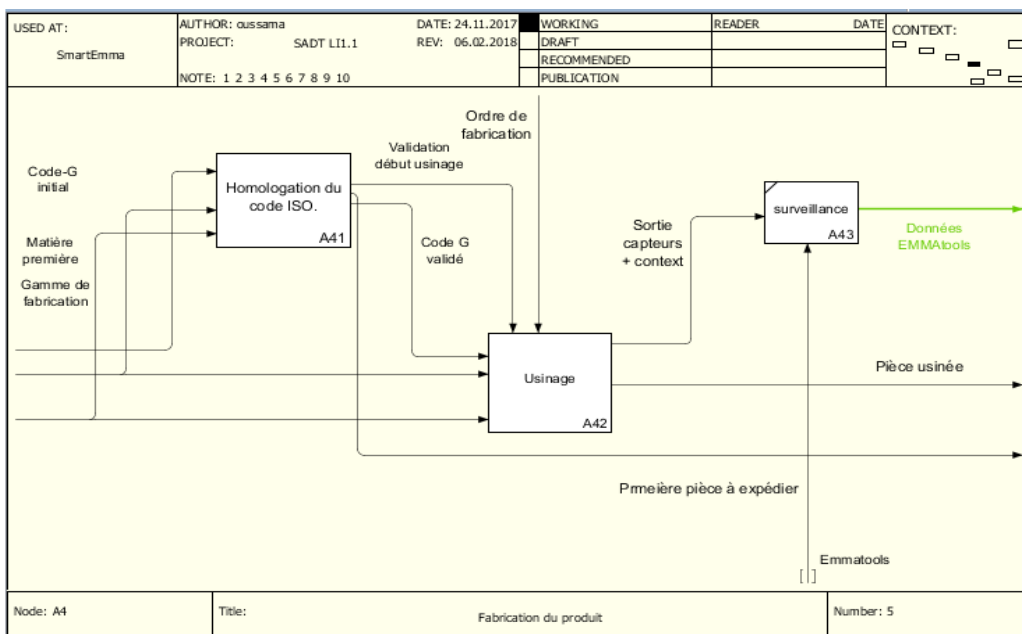 USED AT:
SmartEmma
AUTHOR: oussama
DATE: 24.11.2017
PROJECT: SADT LI1.1
REV: 06.02.2018
NOTE: 1 2 3 4 5 6 7 8 9 10
WORKING
DRAFT
RECOMMENDED
PUBLICATION
READER
DATE
CONTEXT:
Ordre de
fabrication
Validation
début usinage
Code-G
initial
Homologation du
code ISO.
A41
surveillance
A43
Sortie
capteurs
+ context
Données
EMMAtools
Matière
première
Code G
validé
Gamme de
fabrication
Usinage
A42
Pièce usinée
Prmeière pièce à expédier
Emmatools
Node: A4
Title:
Fabrication du produit
Number: 5